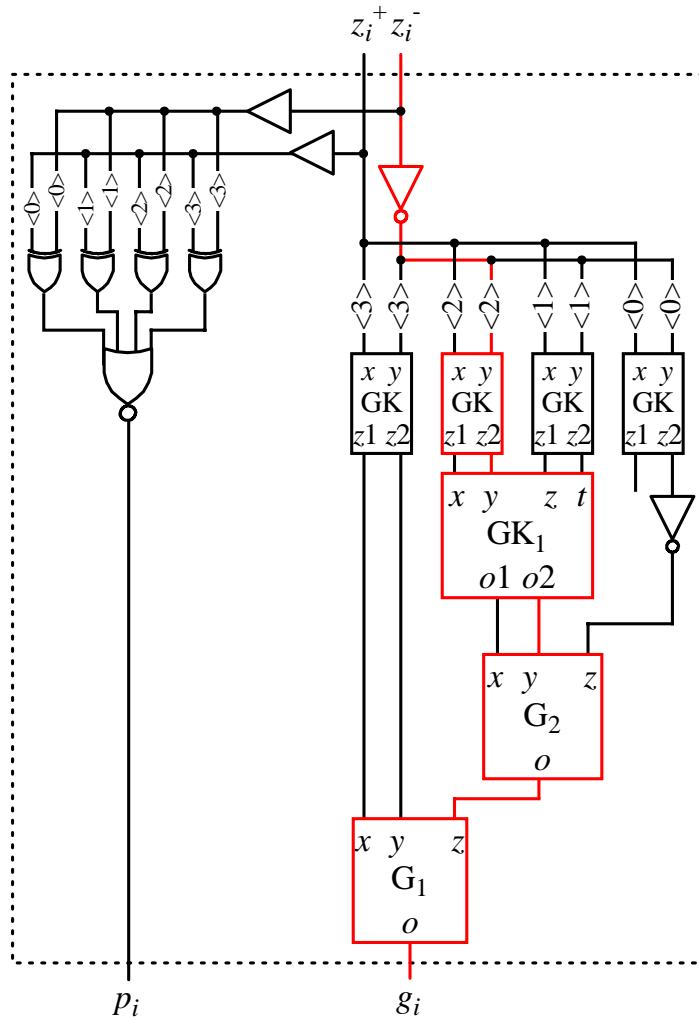 z_i^+ z_i^-
<0> <0> <1> <1> <2> <2> <3> <3>
<3> <3> <2> <2> <1> <1> <0> <0>
x y x y x y x y
GK GK GK GK
z1 z2 z1 z2 z1 z2 z1 z2
x y z t
GK_1
o1 o2
x y z
G_2
o
x y z
G_1
o
p_i g_i